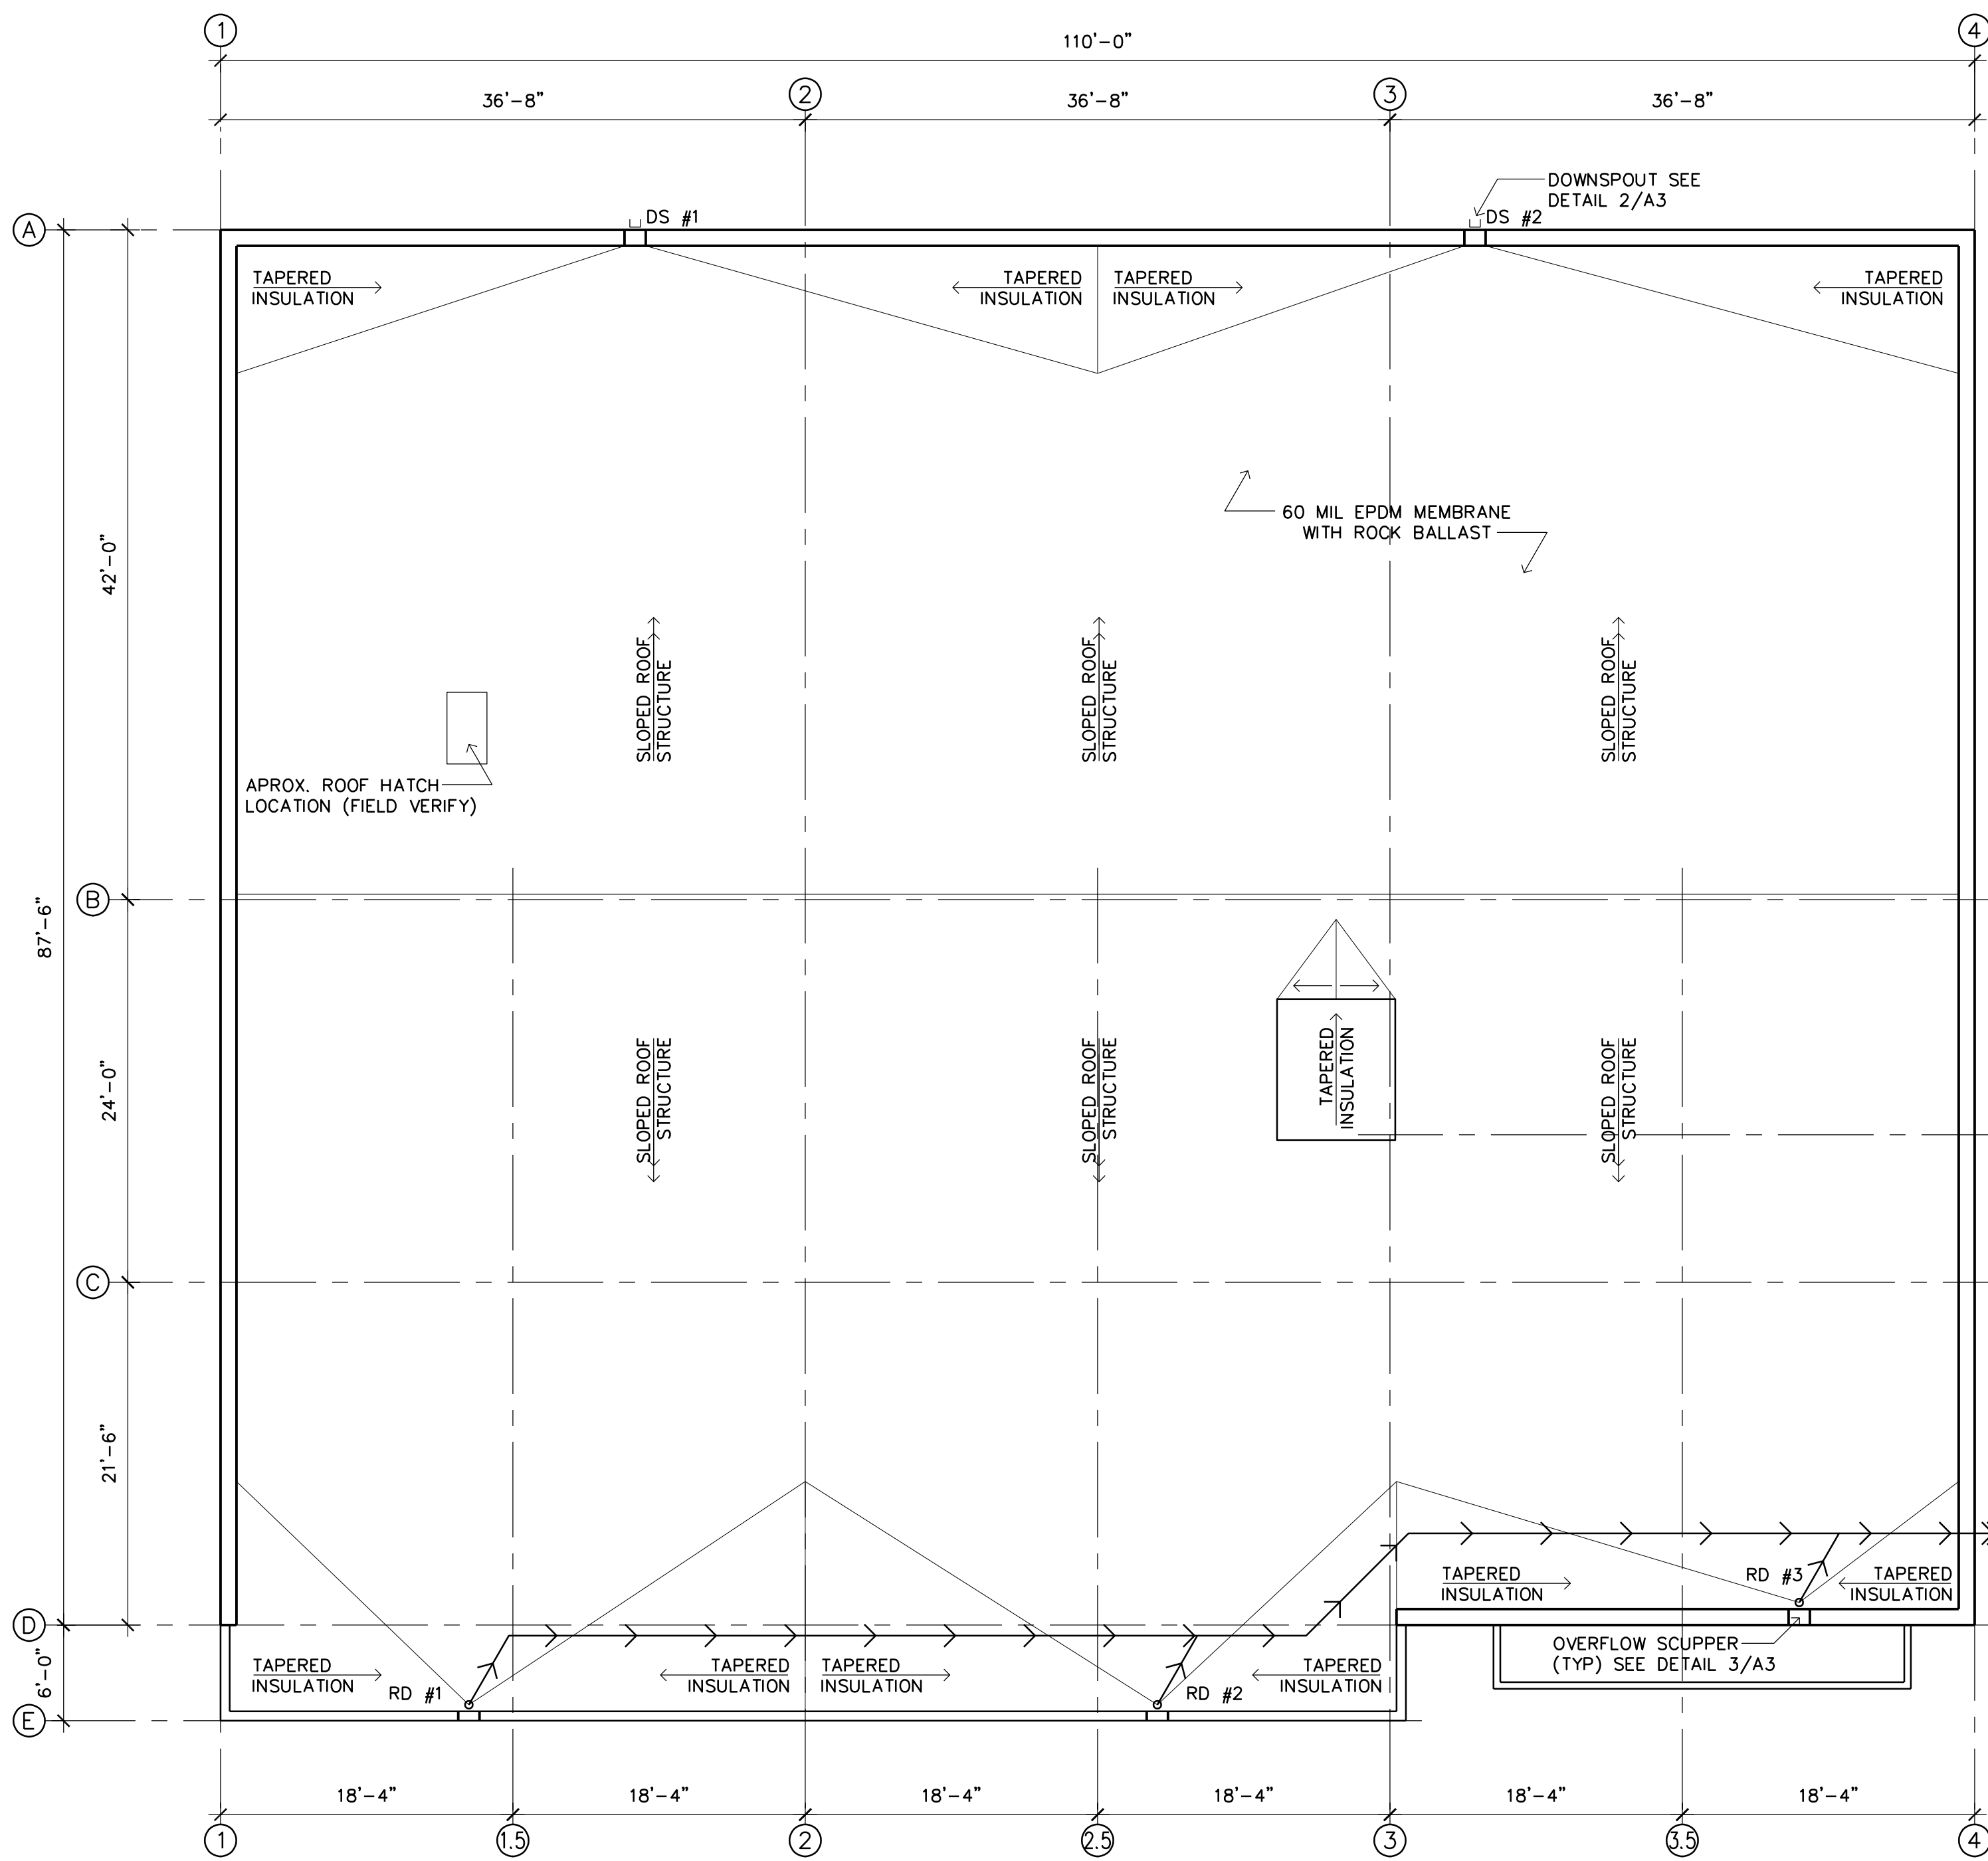 1
4
110'-0"
36'-8"
2
36'-8"
3
36'-8"
DOWNSPOUT SEE
DETAIL 2/A3
A
DS #1
DS #2
TAPERED
INSULATION
TAPERED
INSULATION
TAPERED
INSULATION
TAPERED
INSULATION
60 MIL EPDM MEMBRANE
WITH ROCK BALLAST
42'-0"
SLOPED ROOF
STRUCTURE
SLOPED ROOF
STRUCTURE
SLOPED ROOF
STRUCTURE
APROX. ROOF HATCH
LOCATION (FIELD VERIFY)
B
87'-6"
24'-0"
SLOPED ROOF
STRUCTURE
SLOPED ROOF
STRUCTURE
TAPERED
INSULATION
SLOPED ROOF
STRUCTURE
C
21'-6"
TAPERED
INSULATION
RD #3
TAPERED
INSULATION
D
OVERFLOW SCUPPER
(TYP) SEE DETAIL 3/A3
6'-0"
TAPERED
INSULATION
RD #1
TAPERED
INSULATION
TAPERED
INSULATION
RD #2
TAPERED
INSULATION
E
18'-4"
18'-4"
18'-4"
18'-4"
18'-4"
18'-4"
1
1.5
2
2.5
3
3.5
4